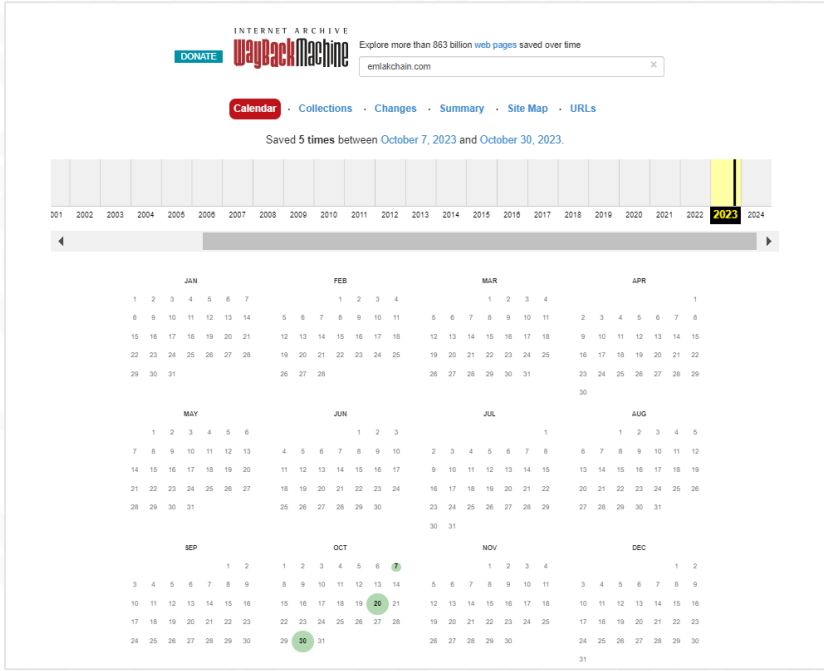 INTERNET ARCHIVE
DONATE
WayBackMachine
Explore more than 863 billion web pages saved over time
emlakchain.com ×
Calendar · Collections · Changes · Summary · Site Map · URLs
Saved 5 times between October 7, 2023 and October 30, 2023.
001 2002 2003 2004 2005 2006 2007 2008 2009 2010 2011 2012 2013 2014 2015 2016 2017 2018 2019 2020 2021 2022 2023 2024
JAN FEB MAR APR
1 2 3 4 5 6 7 1 2 3 4 1 2 3 4 1
8 9 10 11 12 13 14 5 6 7 8 9 10 11 5 6 7 8 9 10 11 2 3 4 5 6 7 8
15 16 17 18 19 20 21 12 13 14 15 16 17 18 12 13 14 15 16 17 18 9 10 11 12 13 14 15
22 23 24 25 26 27 28 19 20 21 22 23 24 25 19 20 21 22 23 24 25 16 17 18 19 20 21 22
29 30 31 26 27 28 26 27 28 29 30 31 23 24 25 26 27 28 29
30
MAY JUN JUL AUG
1 2 3 4 5 6 1 2 3 1 1 2 3 4 5
7 8 9 10 11 12 13 4 5 6 7 8 9 10 2 3 4 5 6 7 8 6 7 8 9 10 11 12
14 15 16 17 18 19 20 11 12 13 14 15 16 17 9 10 11 12 13 14 15 13 14 15 16 17 18 19
21 22 23 24 25 26 27 18 19 20 21 22 23 24 16 17 18 19 20 21 22 20 21 22 23 24 25 26
28 29 30 31 25 26 27 28 29 30 23 24 25 26 27 28 29 27 28 29 30 31
30 31
SEP OCT NOV DEC
1 2 1 2 3 4 5 6 7 1 2 3 4 1 2
3 4 5 6 7 8 9 8 9 10 11 12 13 14 5 6 7 8 9 10 11 3 4 5 6 7 8 9
10 11 12 13 14 15 16 15 16 17 18 19 20 21 12 13 14 15 16 17 18 10 11 12 13 14 15 16
17 18 19 20 21 22 23 22 23 24 25 26 27 28 19 20 21 22 23 24 25 17 18 19 20 21 22 23
24 25 26 27 28 29 30 29 30 31 26 27 28 29 30 24 25 26 27 28 29 30
31